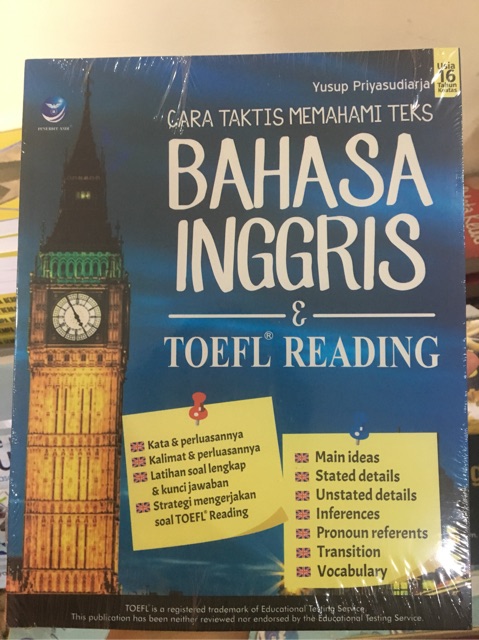 Yusup Priyasudiarja
Usia
16
Tahun
Keatas
CARA TAKTIS MEMAHAMI TEKS
BAHASA
INGGRIS
&
TOEFL® READING
Kata & perluasannya
Kalimat & perluasannya
Latihan soal lengkap
& kunci jawaban
Strategi mengerjakan
soal TOEFL® Reading
Main ideas
Stated details
Unstated details
Inferences
Pronoun referents
Transition
Vocabulary
TOEFL® is a registered trademark of Educational Testing Service.
This publication has been neither reviewed nor endorsed by the Educational Testing Service.